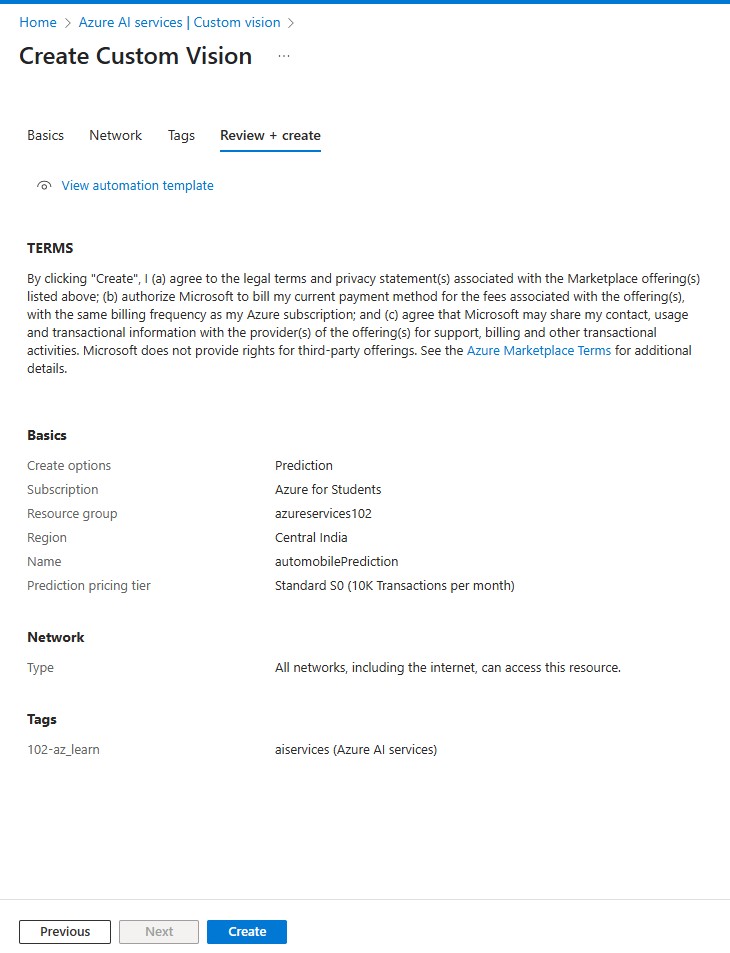 Home > Azure AI services | Custom vision >
Create Custom Vision ...
Basics Network Tags Review + create
View automation template
TERMS
By clicking "Create", I (a) agree to the legal terms and privacy statement(s) associated with the Marketplace offering(s)
listed above; (b) authorize Microsoft to bill my current payment method for the fees associated with the offering(s),
with the same billing frequency as my Azure subscription; and (c) agree that Microsoft may share my contact, usage
and transactional information with the provider(s) of the offering(s) for support, billing and other transactional
activities. Microsoft does not provide rights for third-party offerings. See the Azure Marketplace Terms for additional
details.
Basics
Create options Prediction
Subscription Azure for Students
Resource group azureservices102
Region Central India
Name automobilePrediction
Prediction pricing tier Standard S0 (10K Transactions per month)
Network
Type All networks, including the internet, can access this resource.
Tags
102-az_learn aiservices (Azure AI services)
Previous Next Create